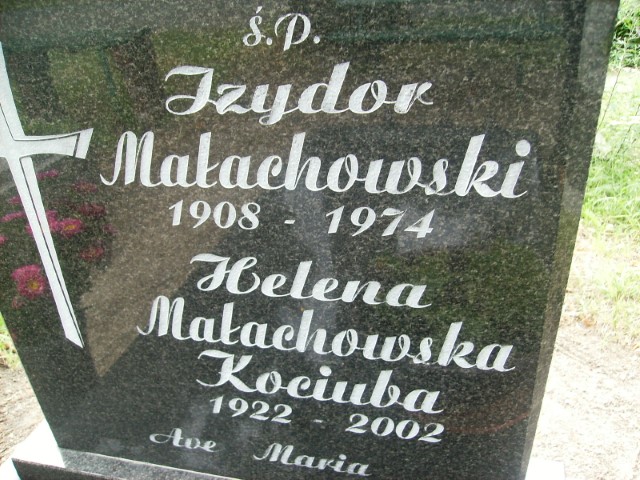 ś.p.
Izydor
Małachowski
1908 - 1974
Helena
Małachowska
Kociuba
1922 - 2002
Ave Maria